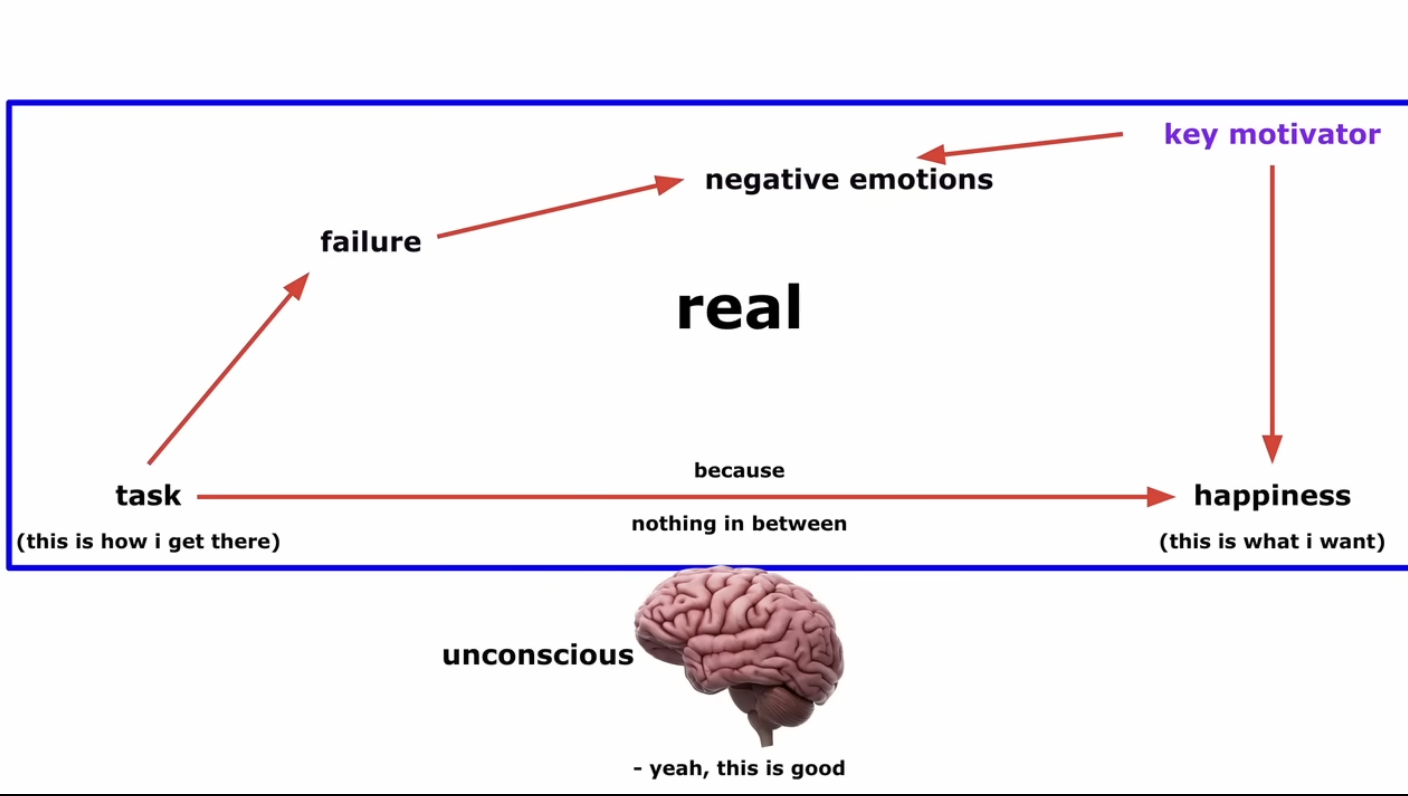 key motivator
negative emotions
failure
real
because
task
happiness
nothing in between
(this is how i get there)
(this is what i want)
unconscious
- yeah, this is good